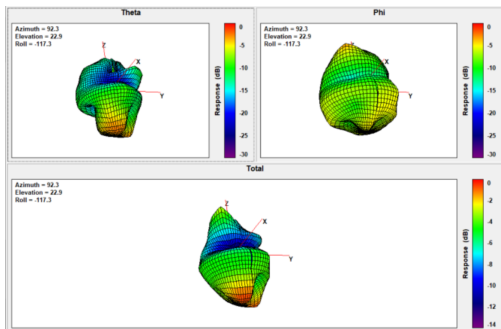 Theta
Azimuth = 92.3
Elevation = 22.9
Roll = -117.3
Z
X
Y
0
-5
-10
-15
-20
-25
-30
Response (dB)
Phi
Azimuth = 92.3
Elevation = 22.9
Roll = -117.3
Z
X
Y
0
-5
-10
-15
-20
-25
-30
Response (dB)
Total
Azimuth = 92.3
Elevation = 22.9
Roll = -117.3
Z
X
Y
0
-2
-4
-6
-8
-10
-12
-14
Response (dB)